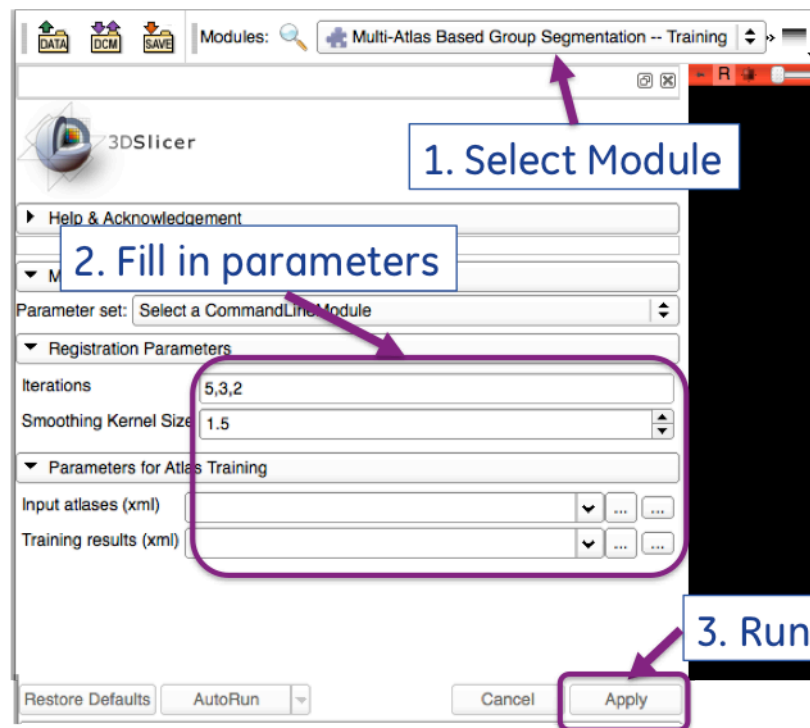 DATA DCM SAVE Modules: Multi-Atlas Based Group Segmentation -- Training »
R
3DSlicer
1. Select Module
Help & Acknowledgement
2. Fill in parameters
M
Parameter set: Select a CommandLineModule
Registration Parameters
Iterations 5,3,2
Smoothing Kernel Size 1.5
Parameters for Atlas Training
Input atlases (xml) ... ...
Training results (xml) ... ...
3. Run
Restore Defaults AutoRun Cancel Apply